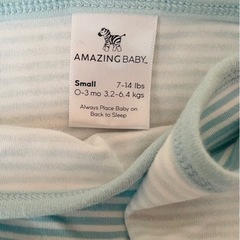 AMAZING BABY.
Small 7-14 lbs
0-3 mo 3.2-6.4 kgs
Always Place Baby on
Back to Sleep